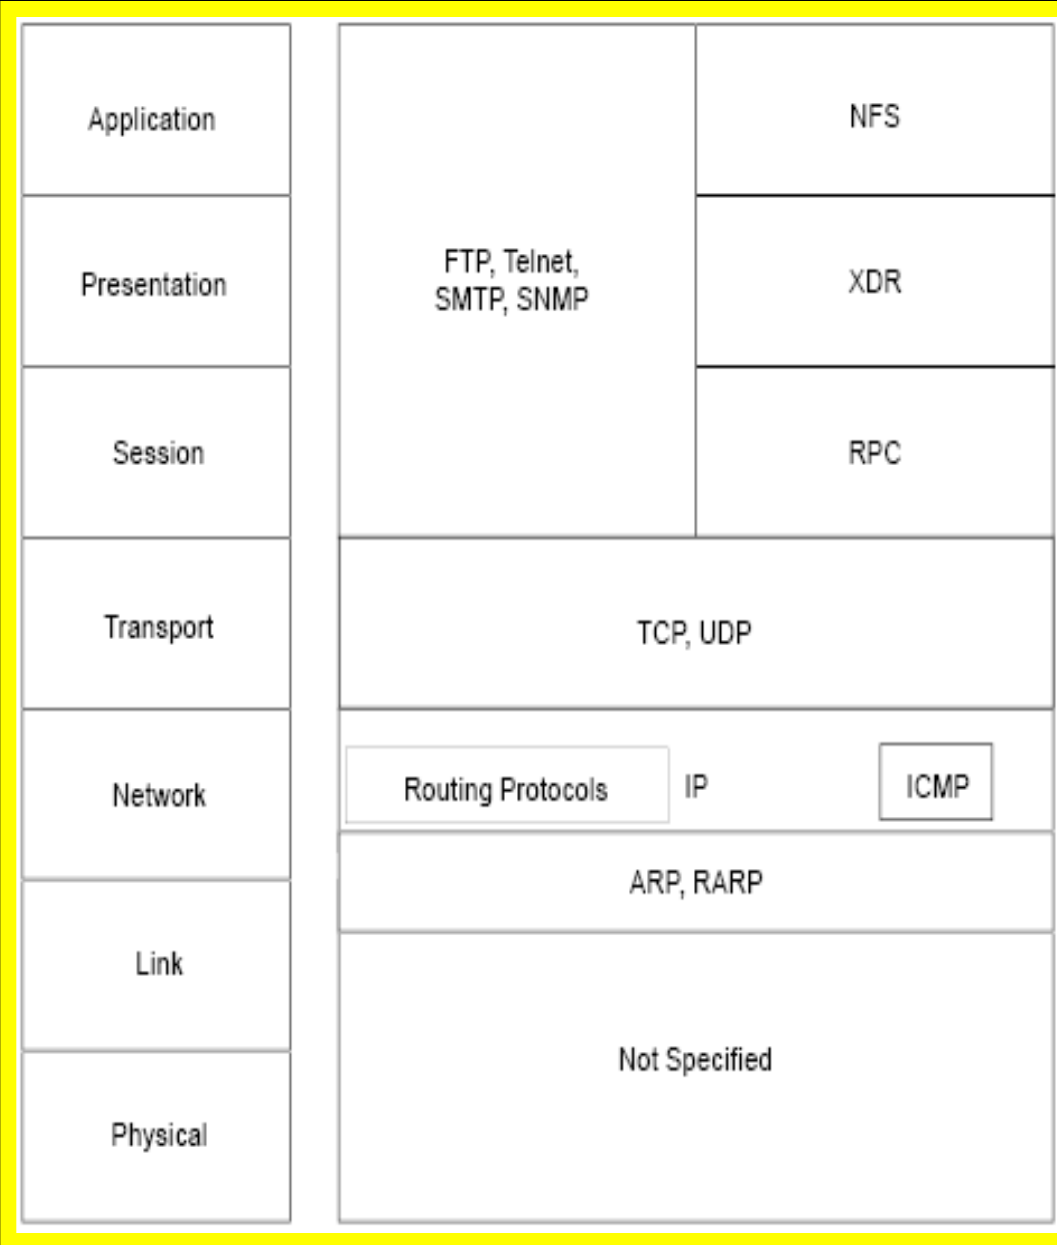 Application
Presentation
Session
Transport
Network
Link
Physical
FTP, Telnet,
SMTP, SNMP
NFS
XDR
RPC
TCP, UDP
Routing Protocols
IP
ICMP
ARP, RARP
Not Specified